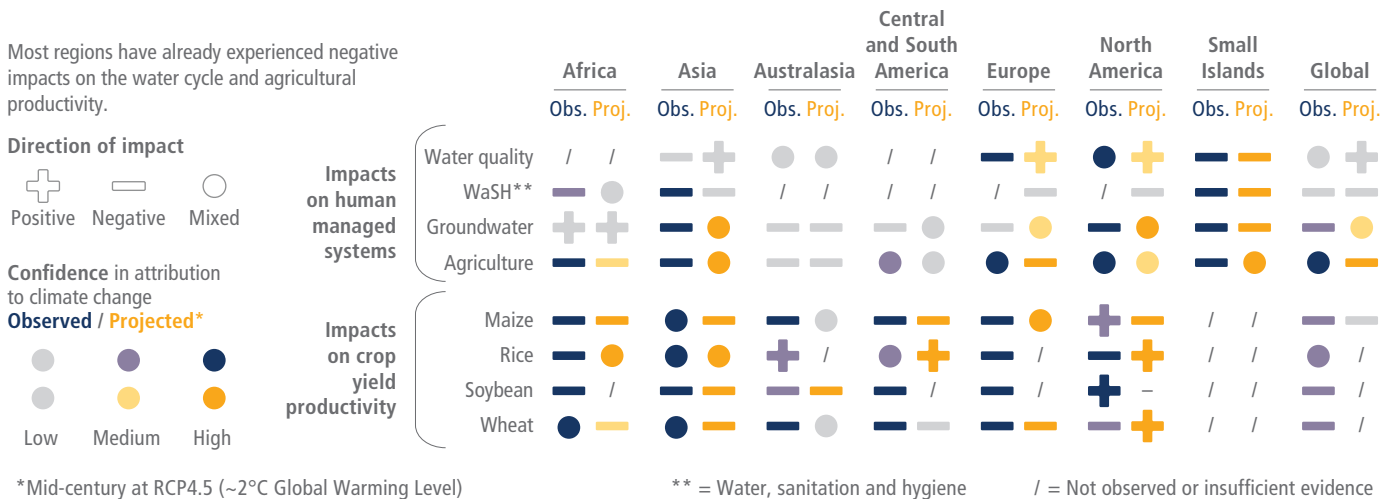 Most regions have already experienced negative
impacts on the water cycle and agricultural
productivity.
Direction of impact
Positive Negative Mixed
Confidence in attribution
to climate change
Observed / Projected*
Low Medium High
Africa Asia Australasia Central and South America Europe North America Small Islands Global
Obs. Proj. Obs. Proj. Obs. Proj. Obs. Proj. Obs. Proj. Obs. Proj. Obs. Proj. Obs. Proj.
Impacts
on human
managed
systems
Water quality / / / /
WaSH** / / / / / /
Groundwater
Agriculture
Impacts
on crop
yield
productivity
Maize / /
Rice / / / / /
Soybean / / / – / / /
Wheat / / /
*Mid-century at RCP4.5 (~2°C Global Warming Level)
** = Water, sanitation and hygiene
/ = Not observed or insufficient evidence